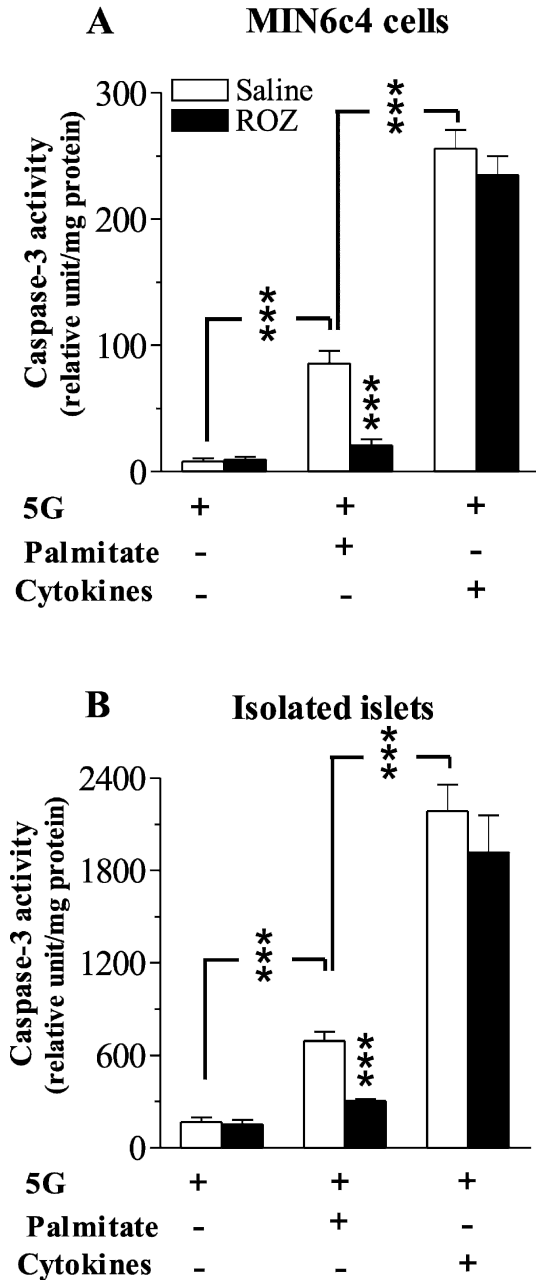 A MIN6c4 cells
Saline
ROZ
Caspase-3 activity
(relative unit/mg protein)
300
200
100
0
***
***
***
5G + + +
Palmitate - + -
Cytokines - - +
B Isolated islets
Caspase-3 activity
(relative unit/mg protein)
2400
1800
1200
600
0
***
***
***
5G + + +
Palmitate - + -
Cytokines - - +